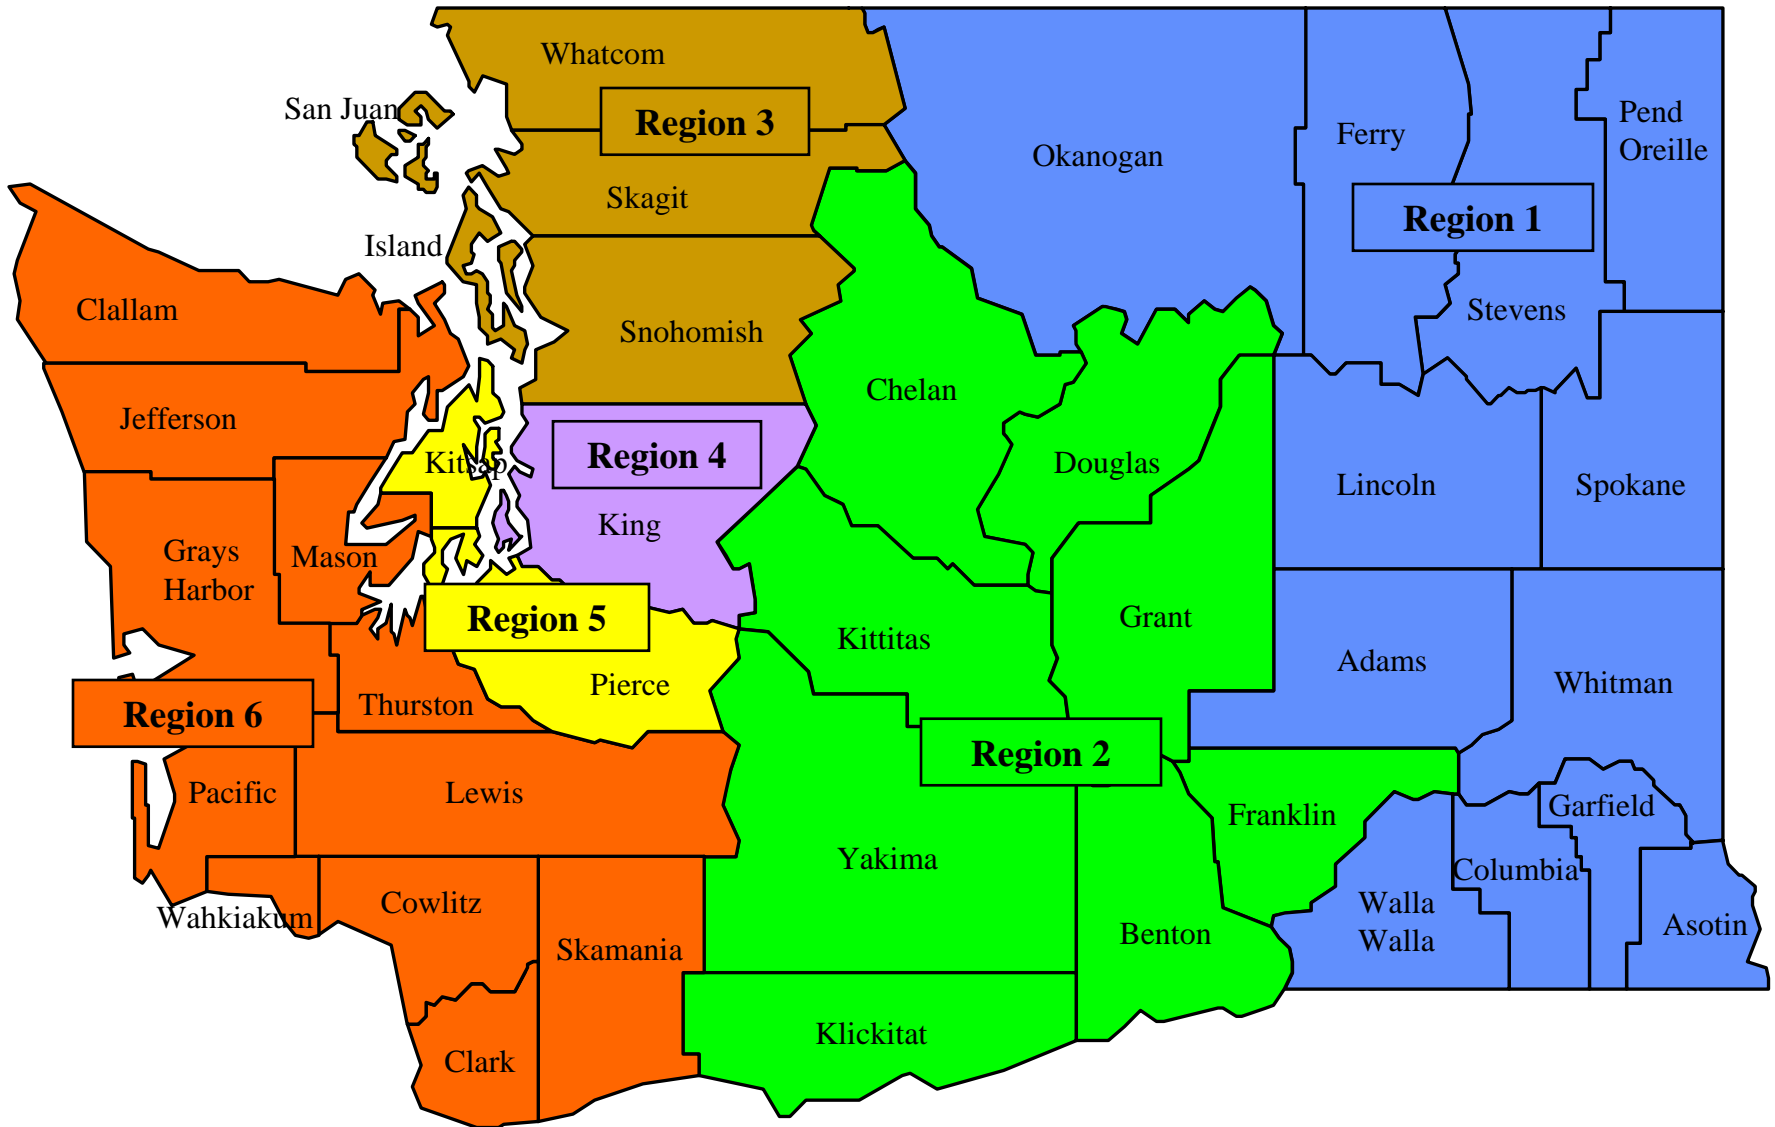 Whatcom
San Juan
Region 3
Pend
Oreille
Ferry
Okanogan
Skagit
Region 1
Island
Clallam
Snohomish
Stevens
Chelan
Jefferson
Kitsap
Region 4
Douglas
Lincoln
Spokane
King
Grays
Harbor
Mason
Region 5
Grant
Kittitas
Adams
Whitman
Pierce
Thurston
Region 6
Region 2
Pacific
Lewis
Garfield
Franklin
Yakima
Columbia
Cowlitz
Wahkiakum
Walla
Walla
Asotin
Benton
Skamania
Klickitat
Clark